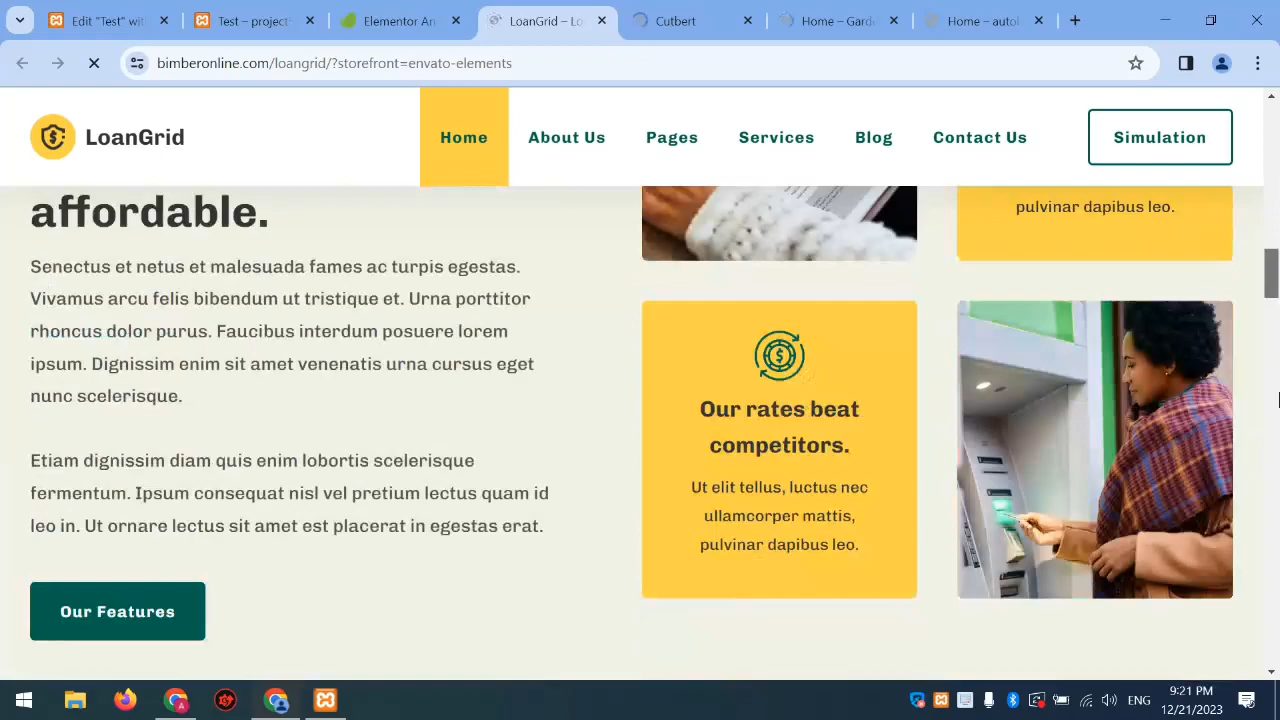 Edit "Test" wit
Test – project
Elementor An
LoanGrid – Lo
Cutbert
Home – Gard
Home – autol
bimberonline.com/loangrid/?storefront=envato-elements
LoanGrid
Home
About Us
Pages
Services
Blog
Contact Us
Simulation
affordable.
Senectus et netus et malesuada fames ac turpis egestas.
Vivamus arcu felis bibendum ut tristique et. Urna porttitor
rhoncus dolor purus. Faucibus interdum posuere lorem
ipsum. Dignissim enim sit amet venenatis urna cursus eget
nunc scelerisque.
Etiam dignissim diam quis enim lobortis scelerisque
fermentum. Ipsum consequat nisl vel pretium lectus quam id
leo in. Ut ornare lectus sit amet est placerat in egestas erat.
Our Features
pulvinar dapibus leo.
Our rates beat
competitors.
Ut elit tellus, luctus nec
ullamcorper mattis,
pulvinar dapibus leo.
ENG
9:21 PM
12/21/2023